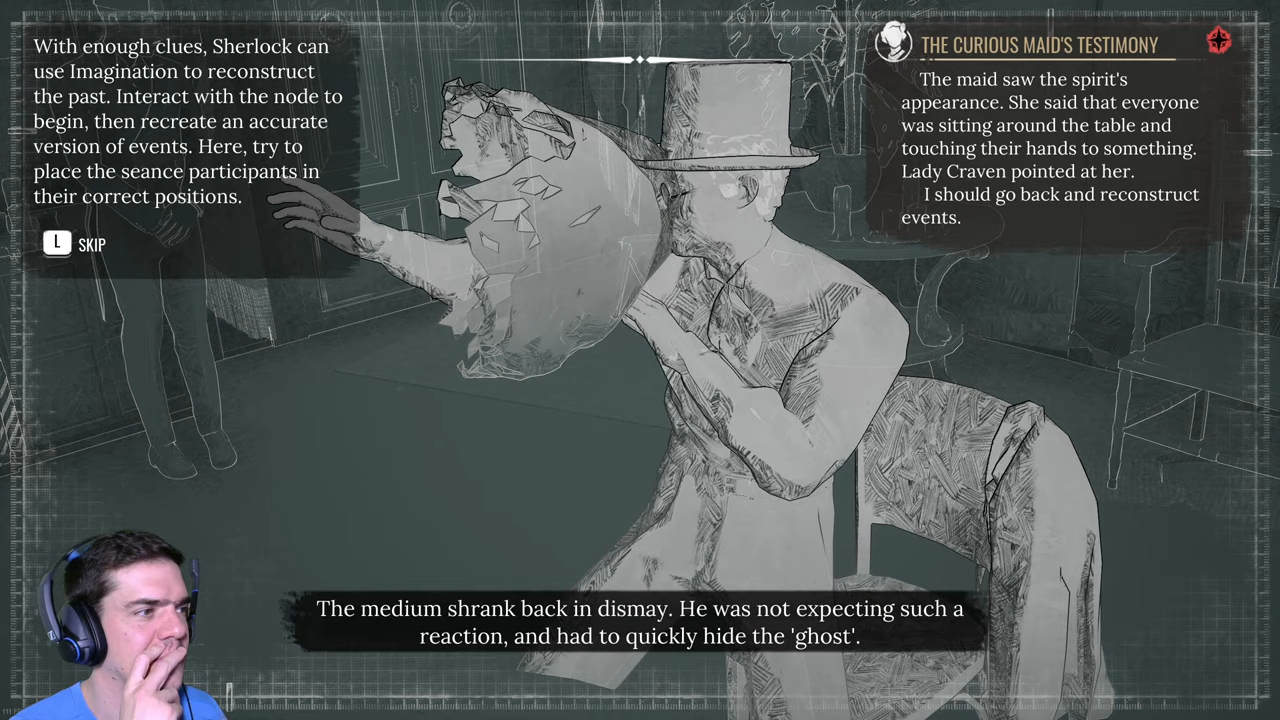 With enough clues, Sherlock can
use Imagination to reconstruct
the past. Interact with the node to
begin, then recreate an accurate
version of events. Here, try to
place the seance participants in
their correct positions.
L SKIP
THE CURIOUS MAID'S TESTIMONY
The maid saw the spirit's
appearance. She said that everyone
was sitting around the table and
touching their hands to something.
Lady Craven pointed at her.
I should go back and reconstruct
events.
The medium shrank back in dismay. He was not expecting such a
reaction, and had to quickly hide the 'ghost'.